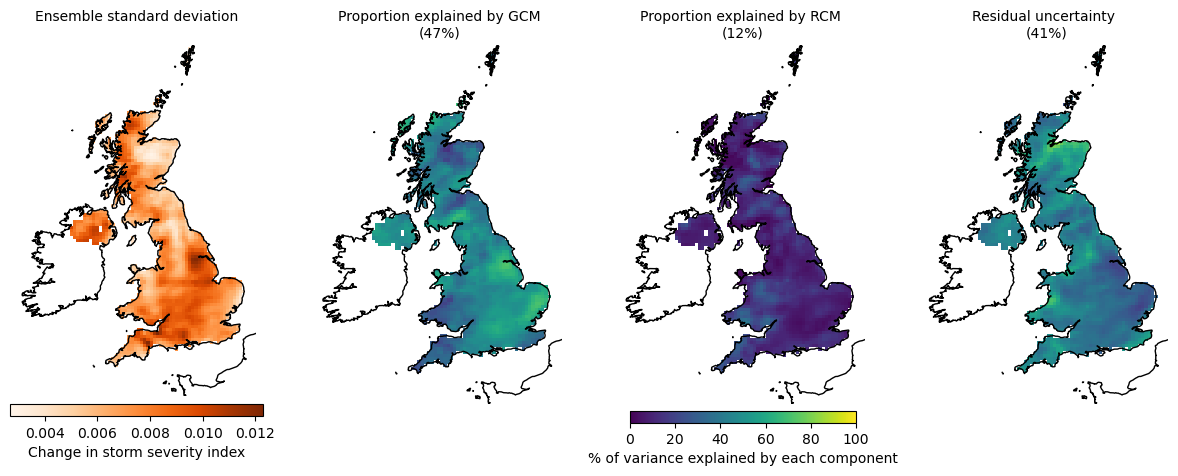 Ensemble standard deviation
Proportion explained by GCM
(47%)
Proportion explained by RCM
(12%)
Residual uncertainty
(41%)
0.004 0.006 0.008 0.010 0.012
Change in storm severity index
0 20 40 60 80 100
% of variance explained by each component